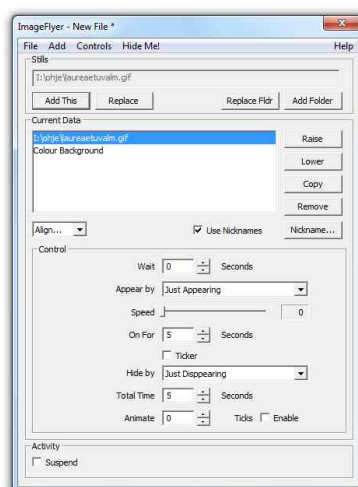 ImageFlyer - New File *
File Add Controls Hide Me! Help
Stills
I:\ohje\laureaetuvalm.gif
Add This Replace Replace Fldr Add Folder
Current Data
I:\ohje\laureaetuvalm.gif
Colour Background
Raise
Lower
Copy
Remove
Align... Use Nicknames Nickname...
Control
Wait 0 Seconds
Appear by Just Appearing
Speed 0
On For 5 Seconds
Ticker
Hide by Just Disppearing
Total Time 5 Seconds
Animate 0 Ticks Enable
Activity
Suspend